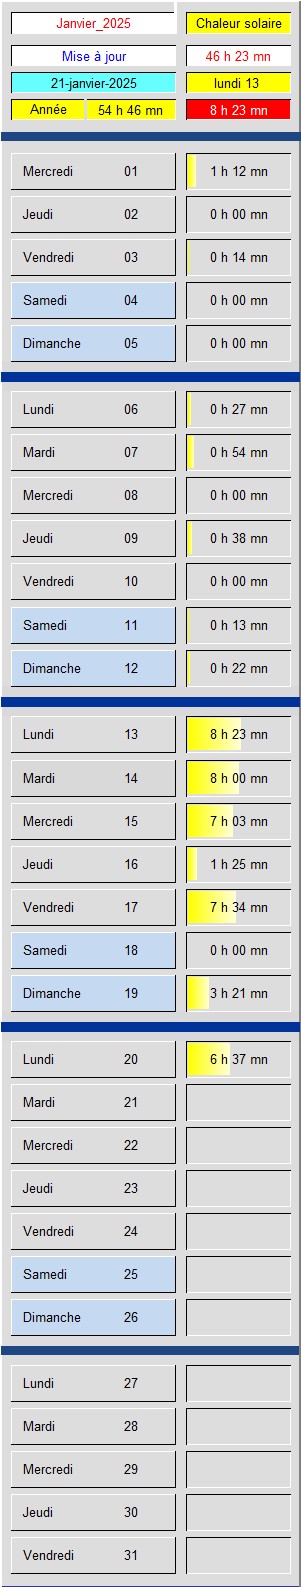 Janvier_2025 Chaleur solaire
Mise à jour 46 h 23 mn
21-janvier-2025 lundi 13
Année 54 h 46 mn 8 h 23 mn
Mercredi 01 1 h 12 mn
Jeudi 02 0 h 00 mn
Vendredi 03 0 h 14 mn
Samedi 04 0 h 00 mn
Dimanche 05 0 h 00 mn
Lundi 06 0 h 27 mn
Mardi 07 0 h 54 mn
Mercredi 08 0 h 00 mn
Jeudi 09 0 h 38 mn
Vendredi 10 0 h 00 mn
Samedi 11 0 h 13 mn
Dimanche 12 0 h 22 mn
Lundi 13 8 h 23 mn
Mardi 14 8 h 00 mn
Mercredi 15 7 h 03 mn
Jeudi 16 1 h 25 mn
Vendredi 17 7 h 34 mn
Samedi 18 0 h 00 mn
Dimanche 19 3 h 21 mn
Lundi 20 6 h 37 mn
Mardi 21
Mercredi 22
Jeudi 23
Vendredi 24
Samedi 25
Dimanche 26
Lundi 27
Mardi 28
Mercredi 29
Jeudi 30
Vendredi 31